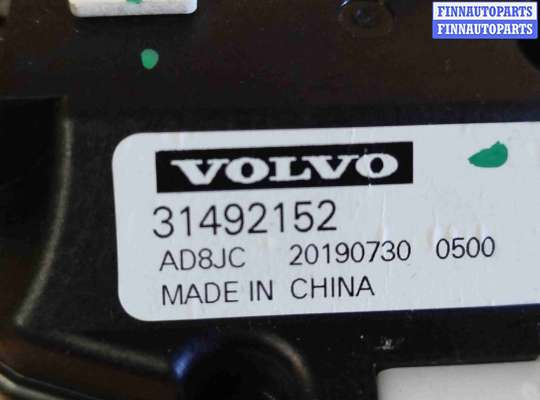 FINNAUTOPARTS
FINNAUTOPARTS
VOLVO
31492152
AD8JC 20190730 0500
MADE IN CHINA